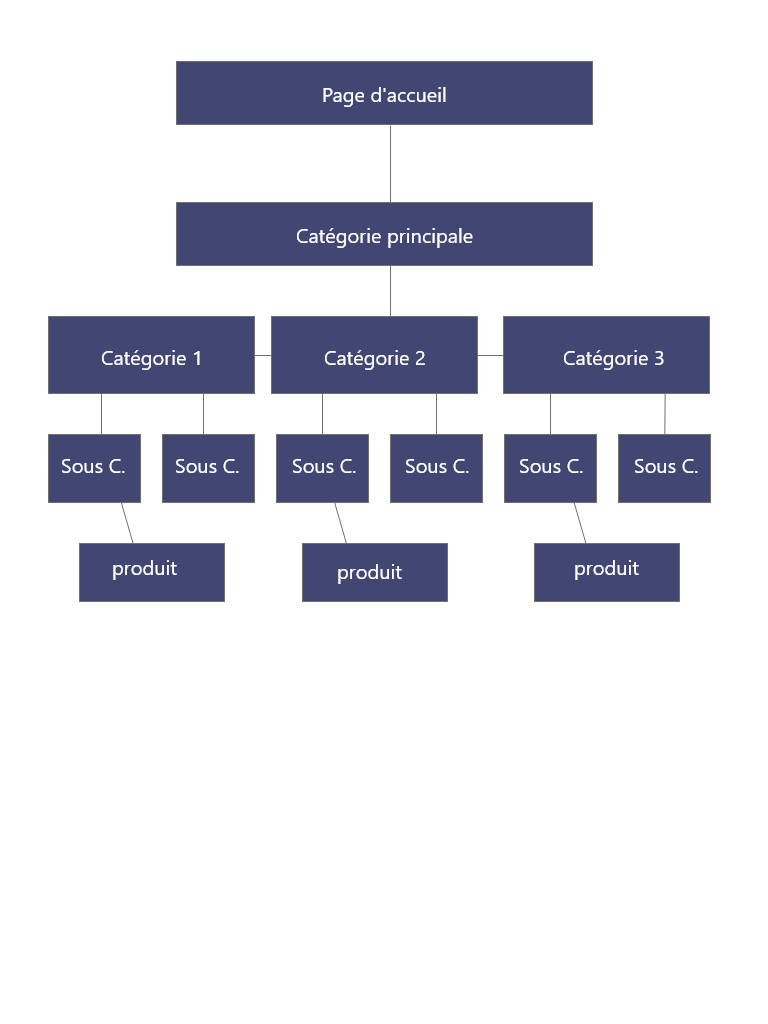 Page d'accueil
Catégorie principale
Catégorie 1
Catégorie 2
Catégorie 3
Sous C.
Sous C.
Sous C.
Sous C.
Sous C.
Sous C.
produit
produit
produit